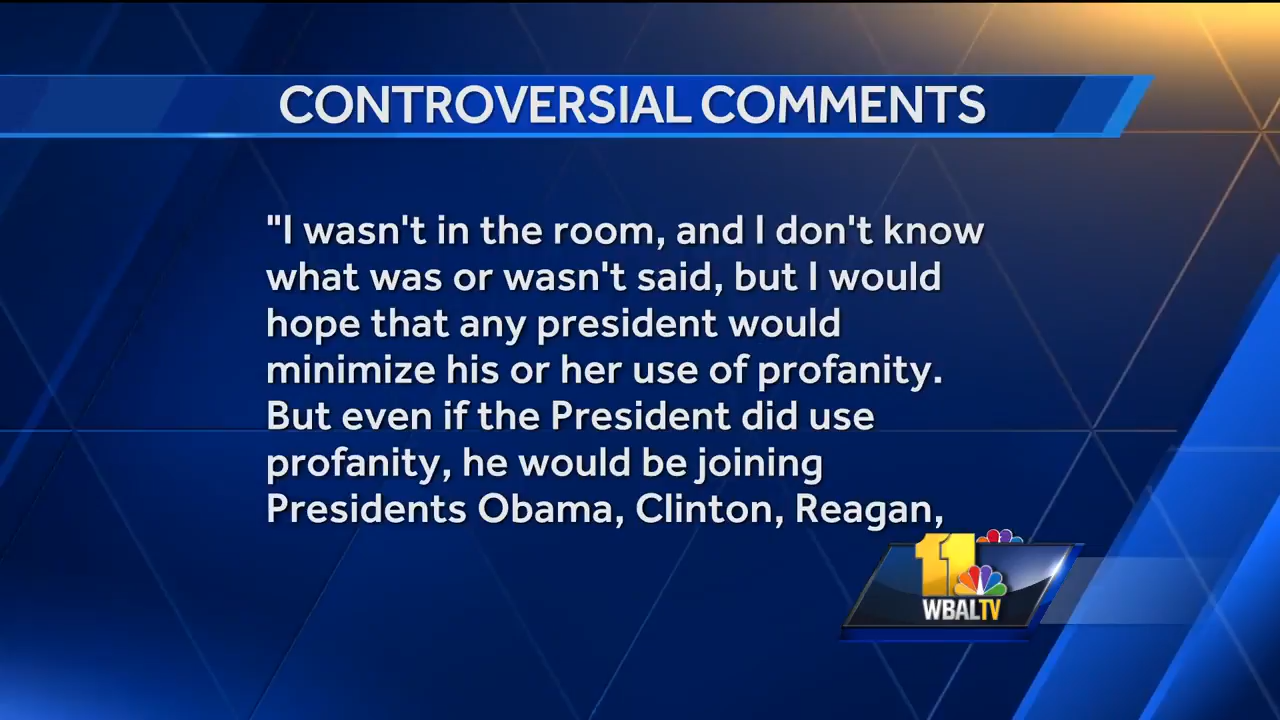 CONTROVERSIAL COMMENTS
"I wasn't in the room, and I don't know
what was or wasn't said, but I would
hope that any president would
minimize his or her use of profanity.
But even if the President did use
profanity, he would be joining
Presidents Obama, Clinton, Reagan,
11
WBALTV